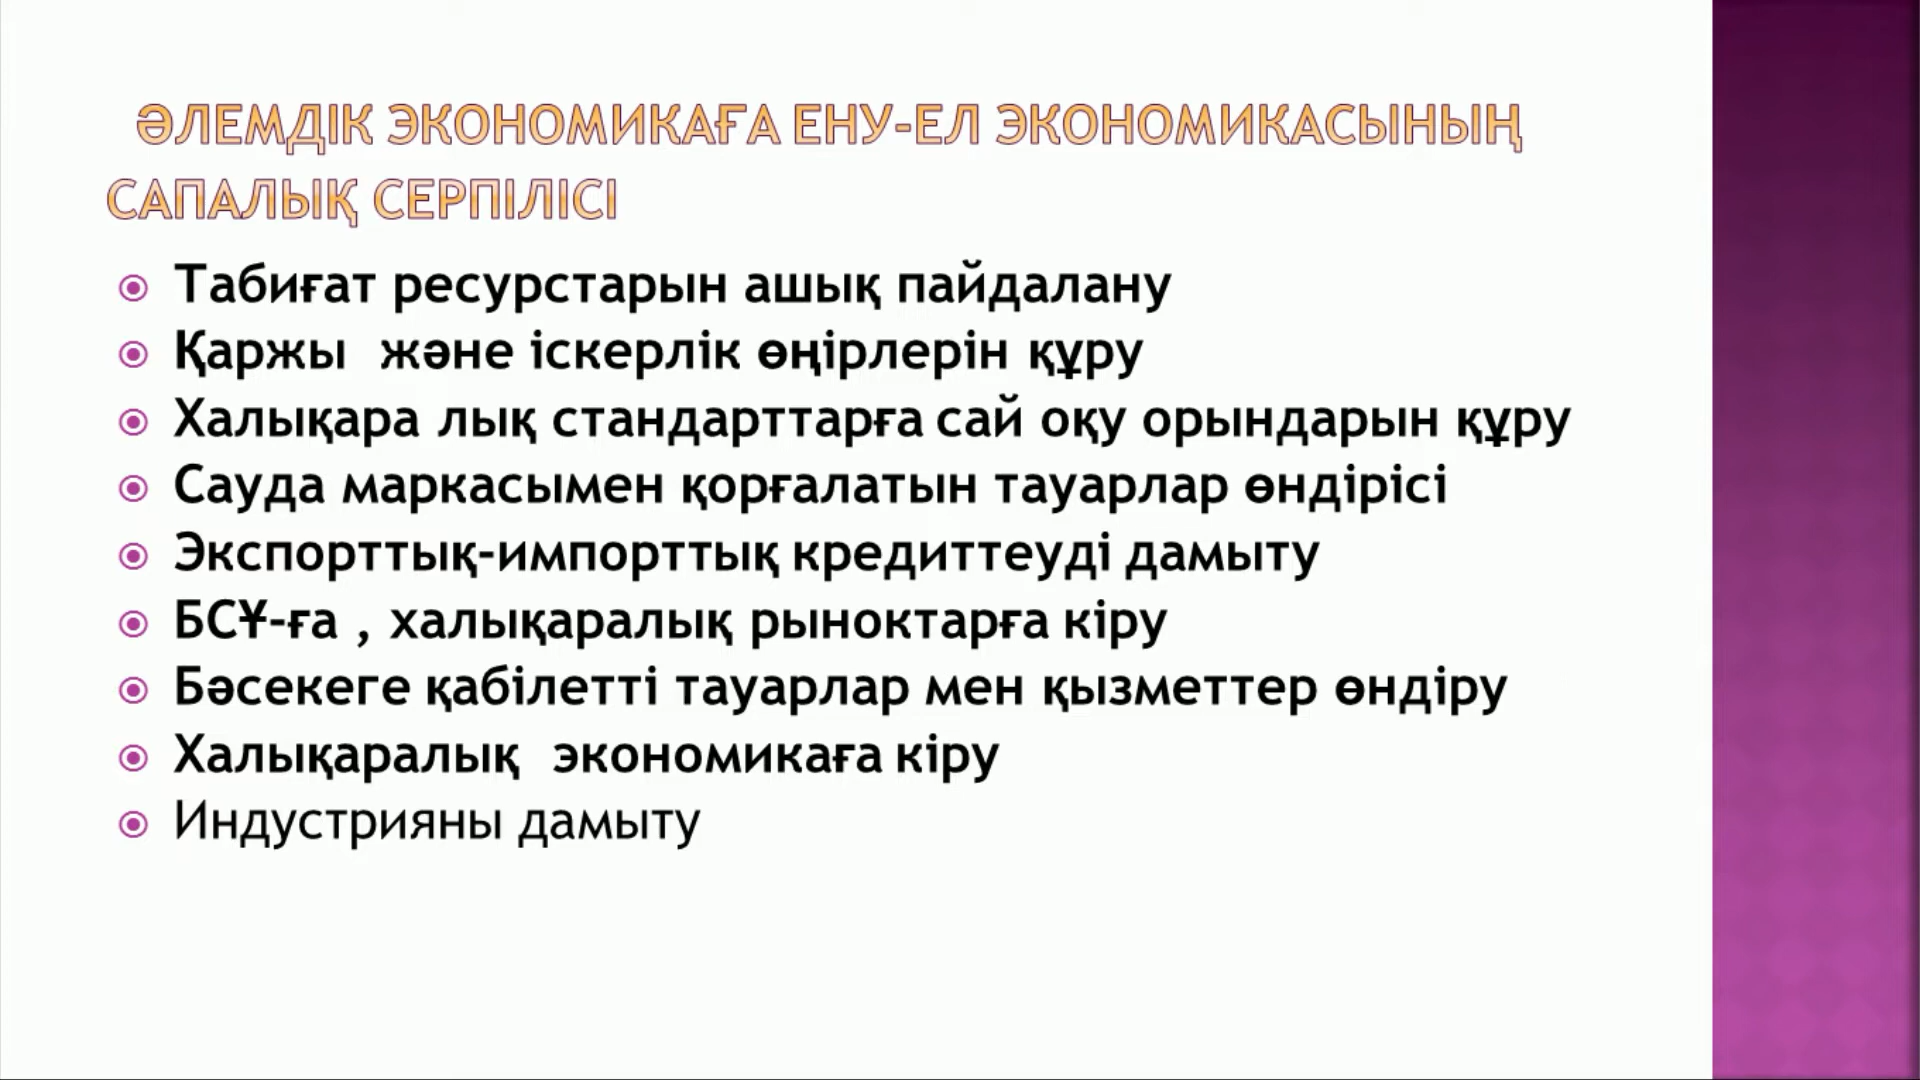 ӘЛЕМДІК ЭКОНОМИКАҒА ЕНУ-ЕЛ ЭКОНОМИКАСЫНЫҢ
САПАЛЫҚ СЕРПІЛІСІ
Табиғат ресурстарын ашық пайдалану
Қаржы және іскерлік өңірлерін құру
Халықара лық стандарттарға сай оқу орындарын құру
Сауда маркасымен қорғалатын тауарлар өндірісі
Экспорттық-импорттық кредиттеуді дамыту
БСҰ-ға , халықаралық рыноктарға кіру
Бәсекеге қабілетті тауарлар мен қызметтер өндіру
Халықаралық экономикаға кіру
Индустрияны дамыту